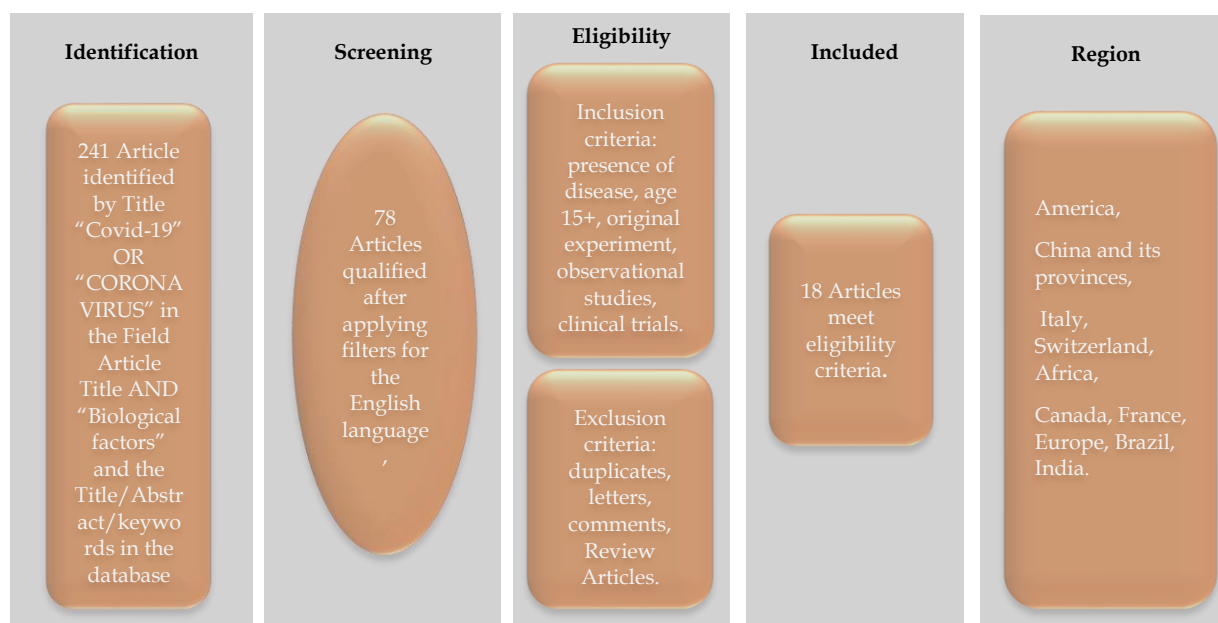 Identification
241 Article
identified
by Title
“Covid-19”
OR
“CORONA
VIRUS” in
the Field
Article
Title AND
“Biological
factors”
and the
Title/Abstr
act/keywo
rds in the
database
Screening
78
Articles
qualified
after
applying
filters for
the
English
language
,
Eligibility
Inclusion
criteria:
presence of
disease, age
15+, original
experiment,
observational
studies,
clinical trials.
Exclusion
criteria:
duplicates,
letters,
comments,
Review
Articles.
Included
18 Articles
meet
eligibility
criteria.
Region
America,
China and its
provinces,
Italy,
Switzerland,
Africa,
Canada, France,
Europe, Brazil,
India.